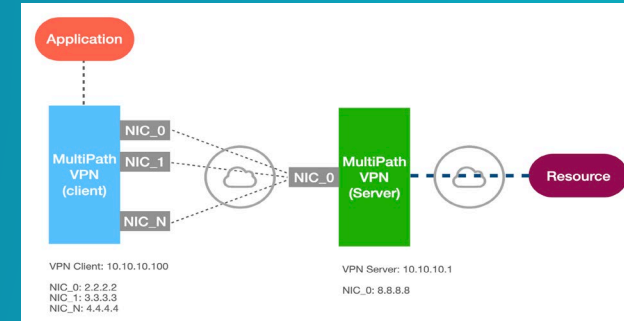 Application
NIC_0
NIC_1
NIC_N
MultiPath
VPN
(client)
NIC_0
MultiPath
VPN
(Server)
Resource
VPN Client: 10.10.10.100
NIC_0: 2.2.2.2
NIC_1: 3.3.3.3
NIC_N: 4.4.4.4
VPN Server: 10.10.10.1
NIC_0: 8.8.8.8